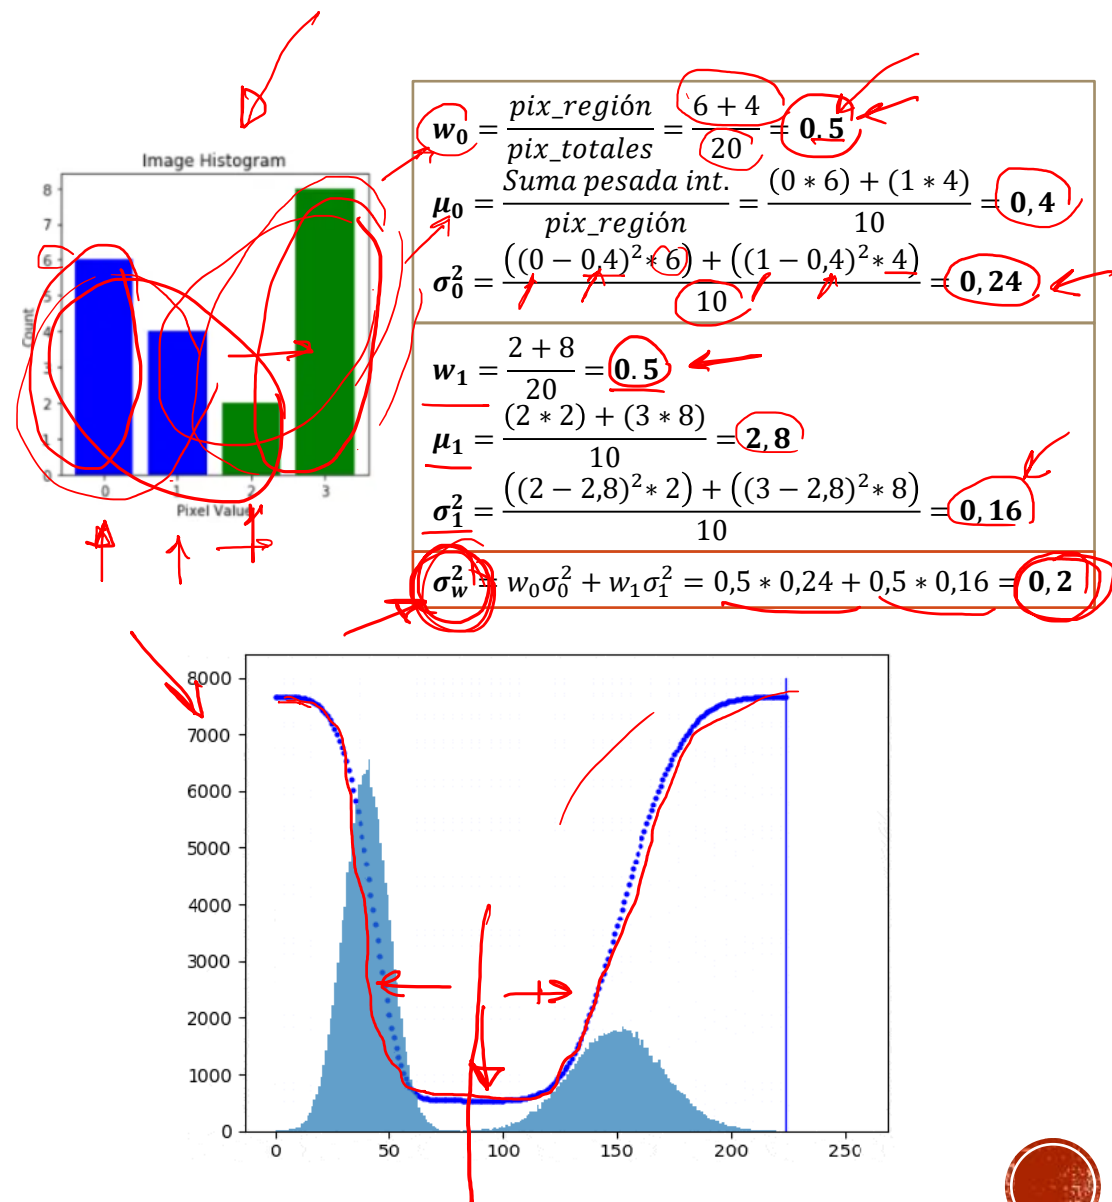 Image Histogram
8
7
6
5
4
3
2
1
0
Count
0 1 2 3
Pixel Value
w₀ = pix_región / pix_totales = (6 + 4) / 20 = 0.5
μ₀ = Suma pesada int. / pix_región = ((0 * 6) + (1 * 4)) / 10 = 0,4
σ₀² = (((0 − 0,4)² * 6) + ((1 − 0,4)² * 4)) / 10 = 0,24
w₁ = (2 + 8) / 20 = 0.5
μ₁ = ((2 * 2) + (3 * 8)) / 10 = 2,8
σ₁² = (((2 − 2,8)² * 2) + ((3 − 2,8)² * 8)) / 10 = 0,16
σ_w² = w₀σ₀² + w₁σ₁² = 0,5 * 0,24 + 0,5 * 0,16 = 0,2
8000
7000
6000
5000
4000
3000
2000
1000
0
0 50 100 150 200 250